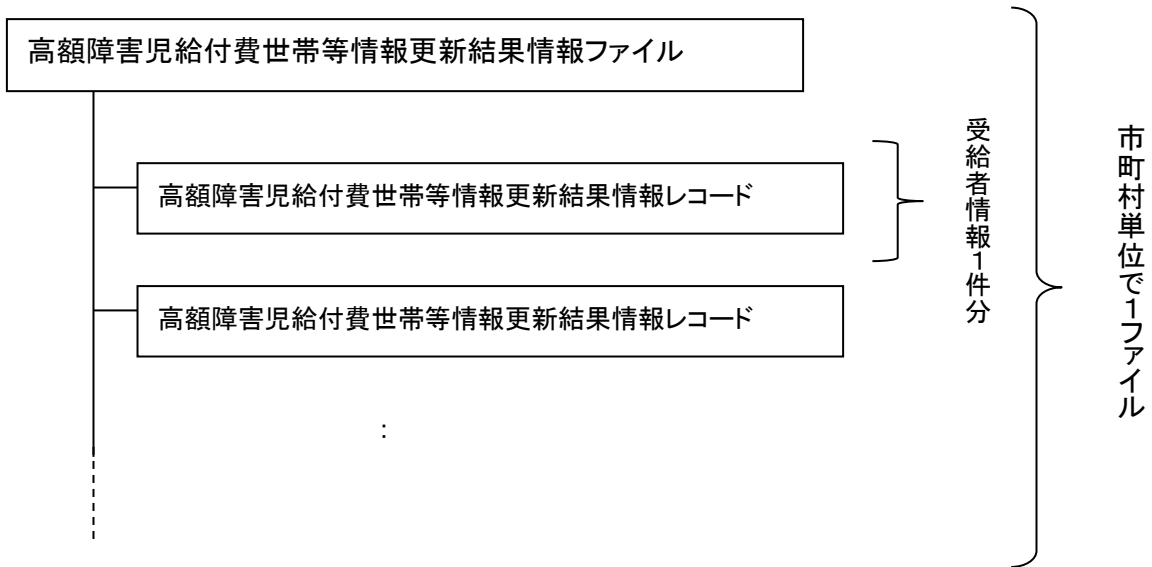 高額障害児給付費世帯等情報更新結果情報ファイル
高額障害児給付費世帯等情報更新結果情報レコード
受給者情報1件分
高額障害児給付費世帯等情報更新結果情報レコード
:
市町村単位で1ファイル